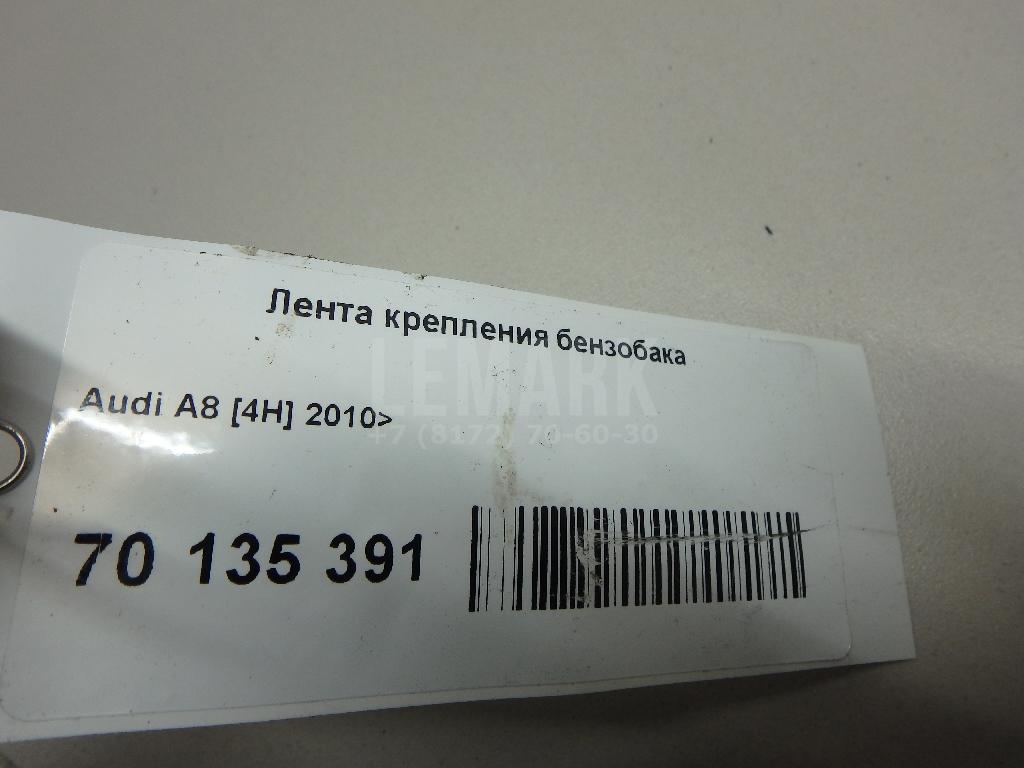 Лента крепления бензобака
LEMARK
Audi A8 [4H] 2010>
+7 (8172) 70-60-30
70 135 391